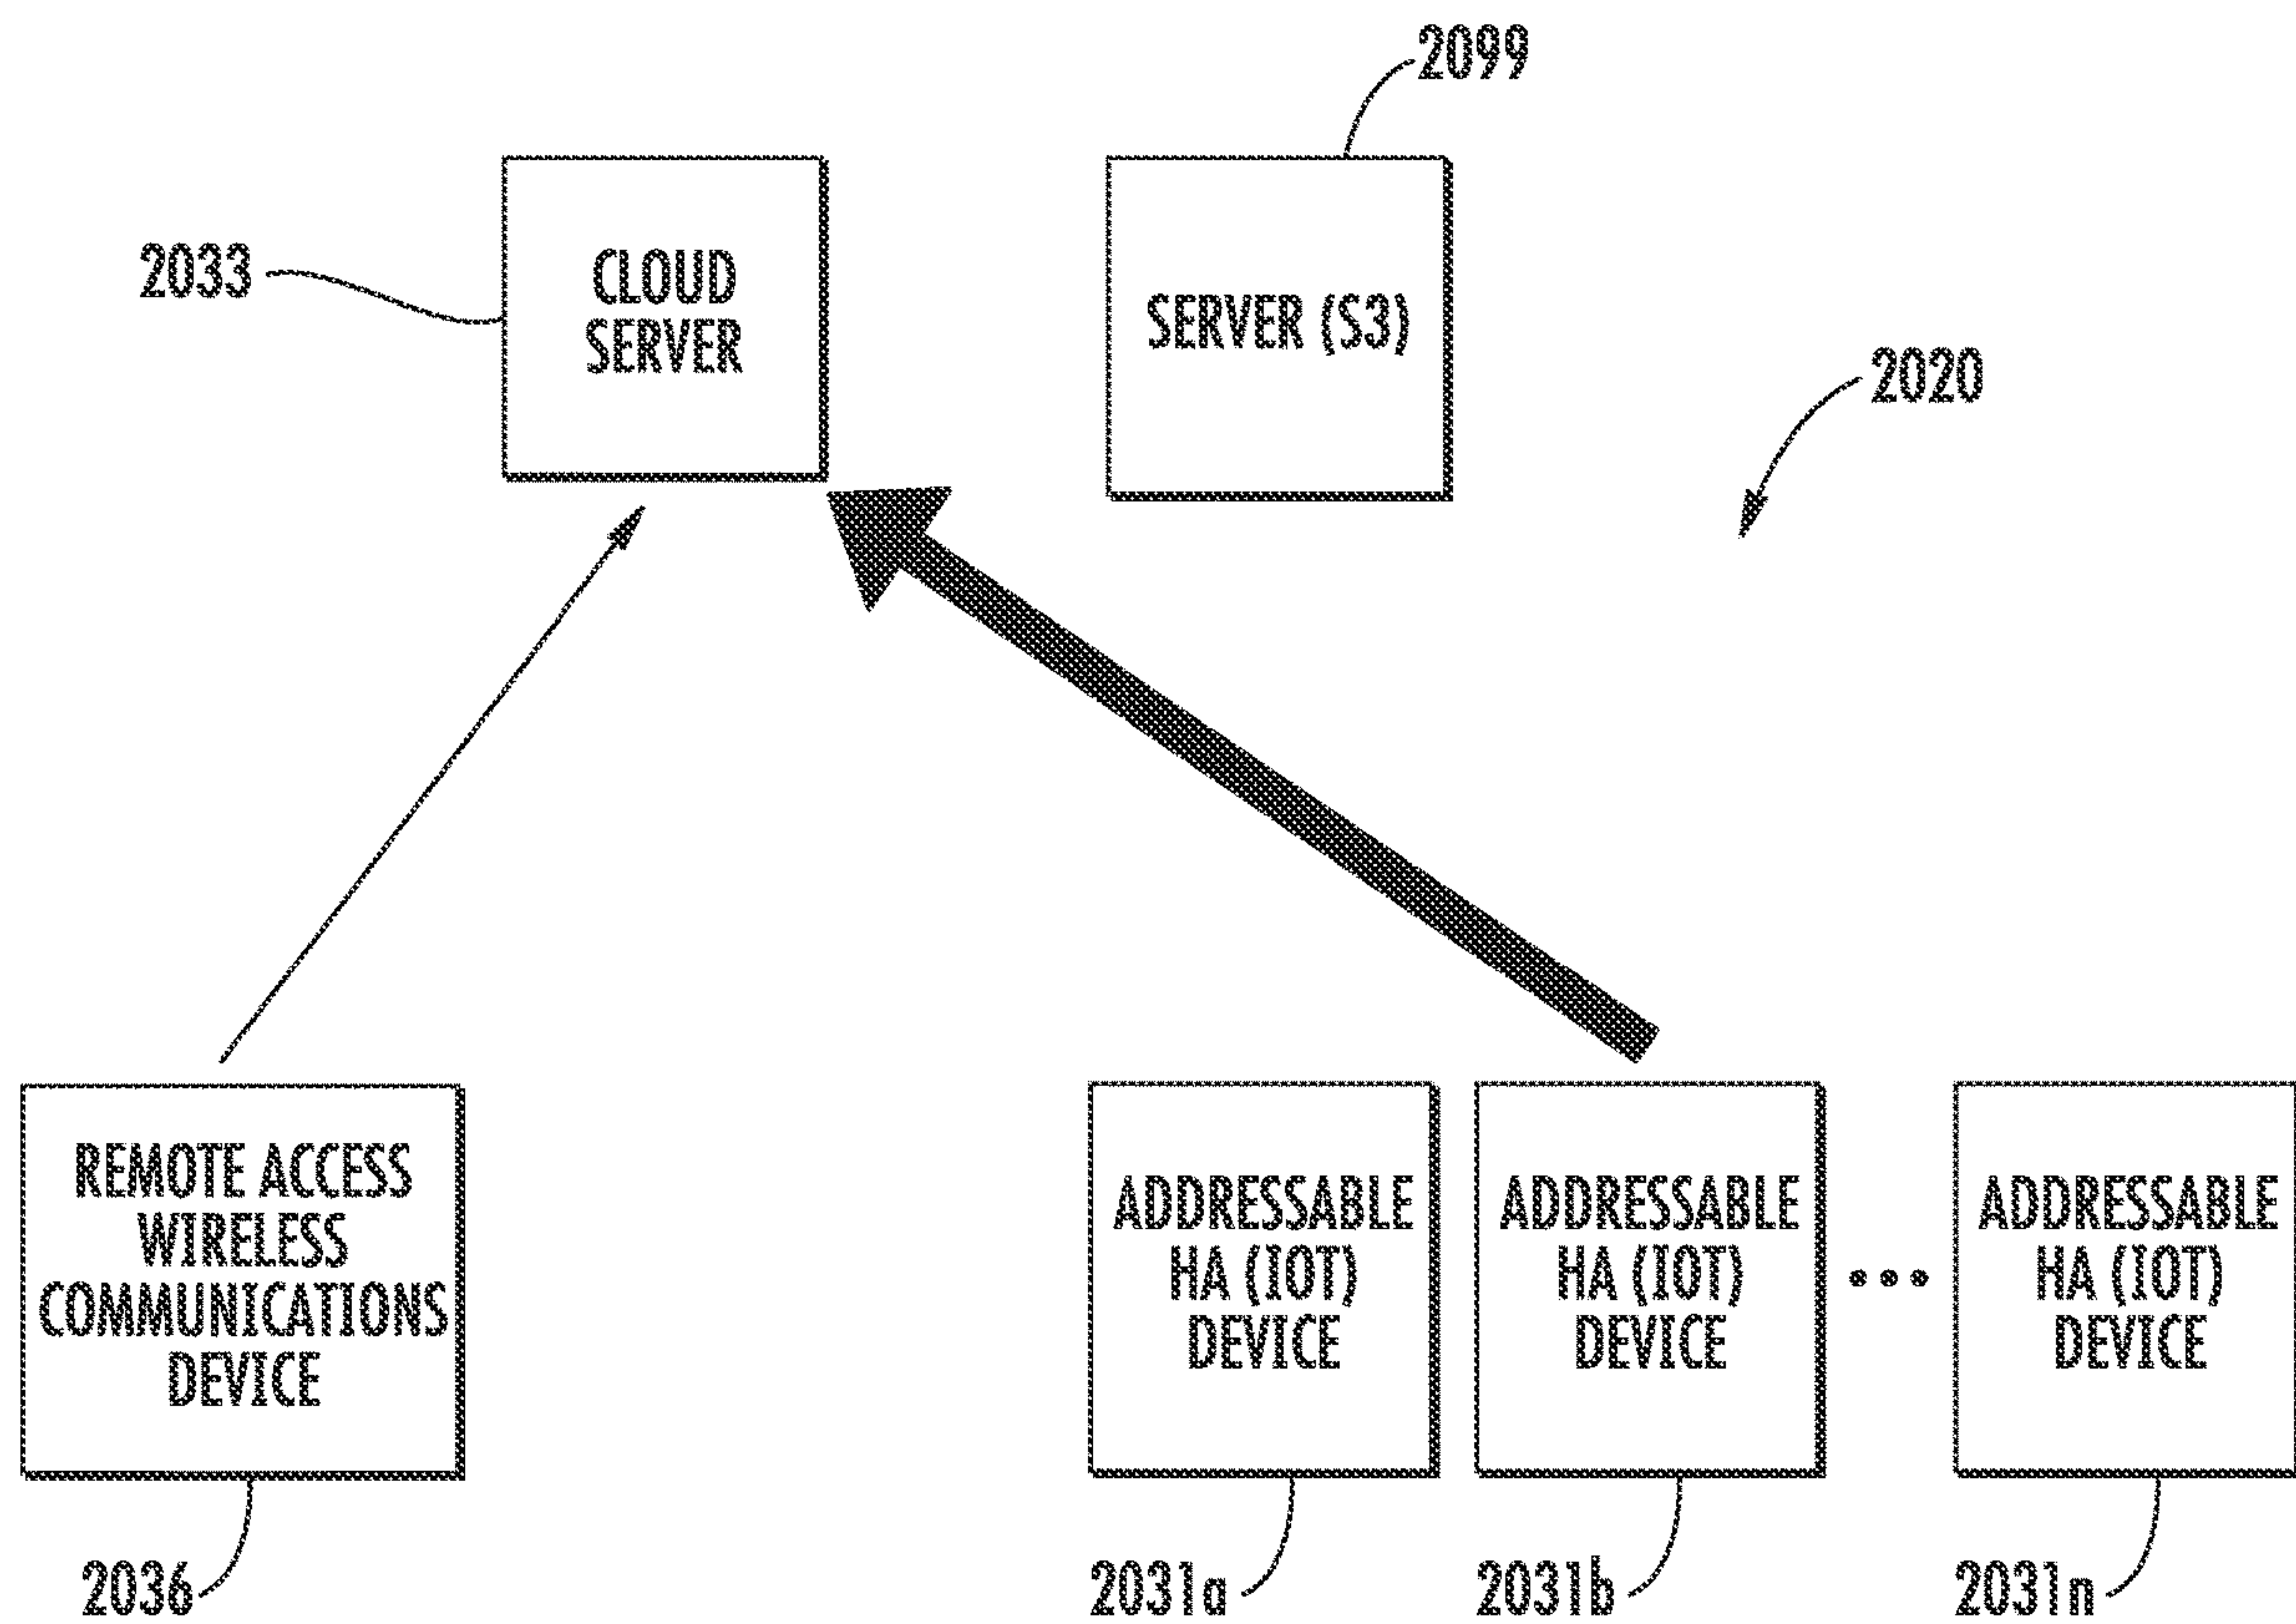 2099
2033
CLOUD
SERVER
SERVER (S3)
2020
REMOTE ACCESS
WIRELESS
COMMUNICATIONS
DEVICE
ADDRESSABLE
HA (IOT)
DEVICE
ADDRESSABLE
HA (IOT)
DEVICE
ADDRESSABLE
HA (IOT)
DEVICE
2036
2031a
2031b
2031n